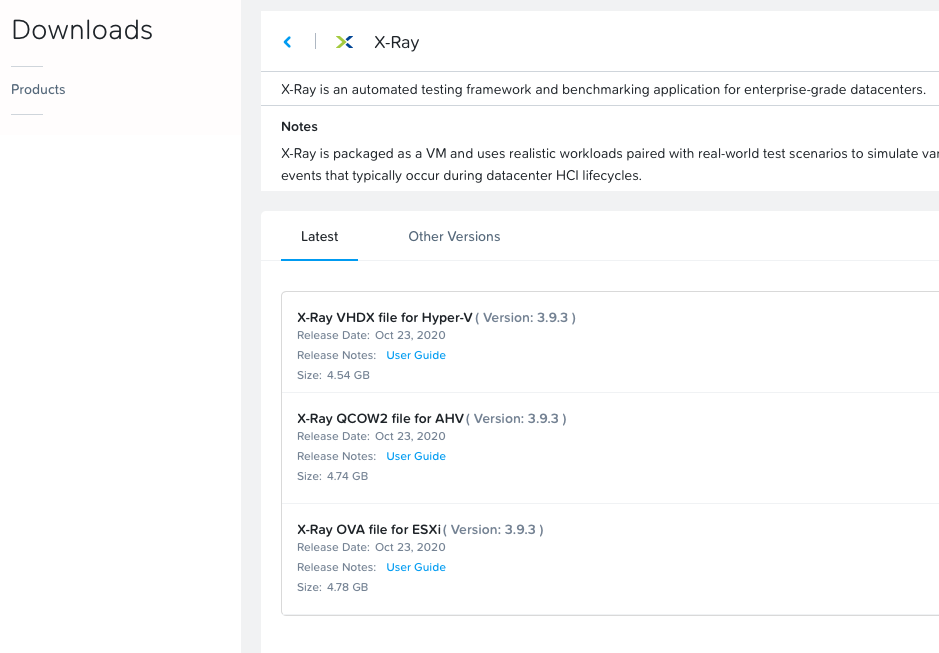 Downloads
Products
X-Ray
X-Ray is an automated testing framework and benchmarking application for enterprise-grade datacenters.
Notes
X-Ray is packaged as a VM and uses realistic workloads paired with real-world test scenarios to simulate
events that typically occur during datacenter HCI lifecycles.
Latest
Other Versions
X-Ray VHDX file for Hyper-V ( Version: 3.9.3 )
Release Date: Oct 23, 2020
Release Notes: User Guide
Size: 4.54 GB
X-Ray QCOW2 file for AHV ( Version: 3.9.3 )
Release Date: Oct 23, 2020
Release Notes: User Guide
Size: 4.74 GB
X-Ray OVA file for ESXi ( Version: 3.9.3 )
Release Date: Oct 23, 2020
Release Notes: User Guide
Size: 4.78 GB